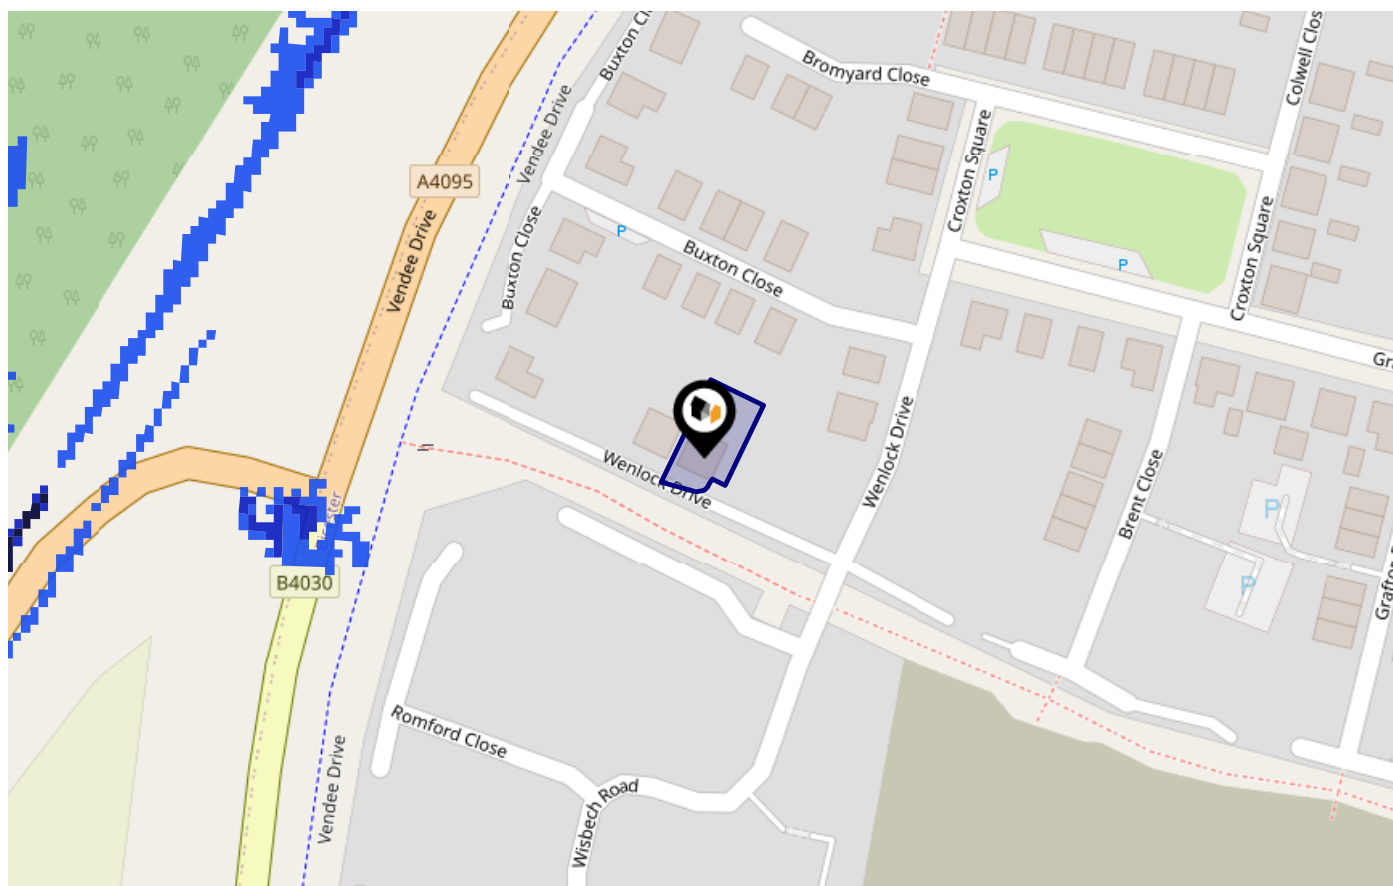 Buxton Cl
Bromyard Close
Colwell Clos
Vendee Drive
Croxton Square
P
A4095
Vendee Drive
Buxton Close
P
Buxton Close
P
Croxton Square
Gr
Wenlock Drive
Wenlock Drive
Brent Close
P
P
Grafton
B4030
Romford Close
Vendee Drive
Wisbech Road